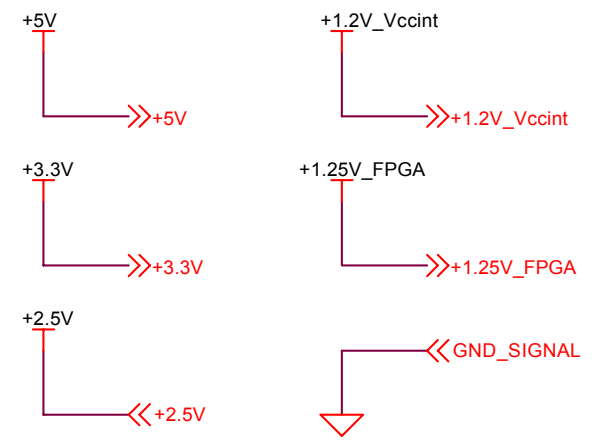 +5V
+5V
+3.3V
+3.3V
+2.5V
+2.5V
+1.2V_Vccint
+1.2V_Vccint
+1.25V_FPGA
+1.25V_FPGA
GND_SIGNAL